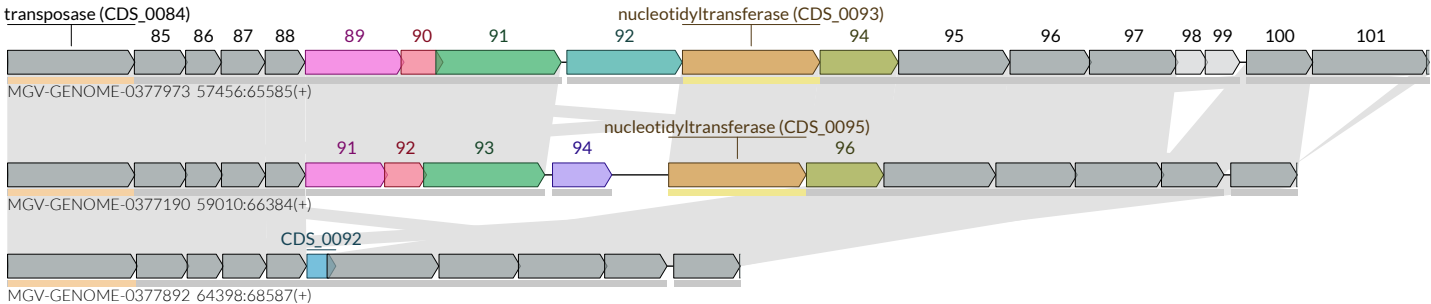 transposase (CDS_0084) nucleotidyltransferase (CDS_0093)
85 86 87 88 89 90 91 92 94 95 96 97 98 99 100 101
MGV-GENOME-0377973 57456:65585(+)
nucleotidyltransferase (CDS_0095)
91 92 93 94 96
MGV-GENOME-0377190 59010:66384(+)
CDS_0092
MGV-GENOME-0377892 64398:68587(+)